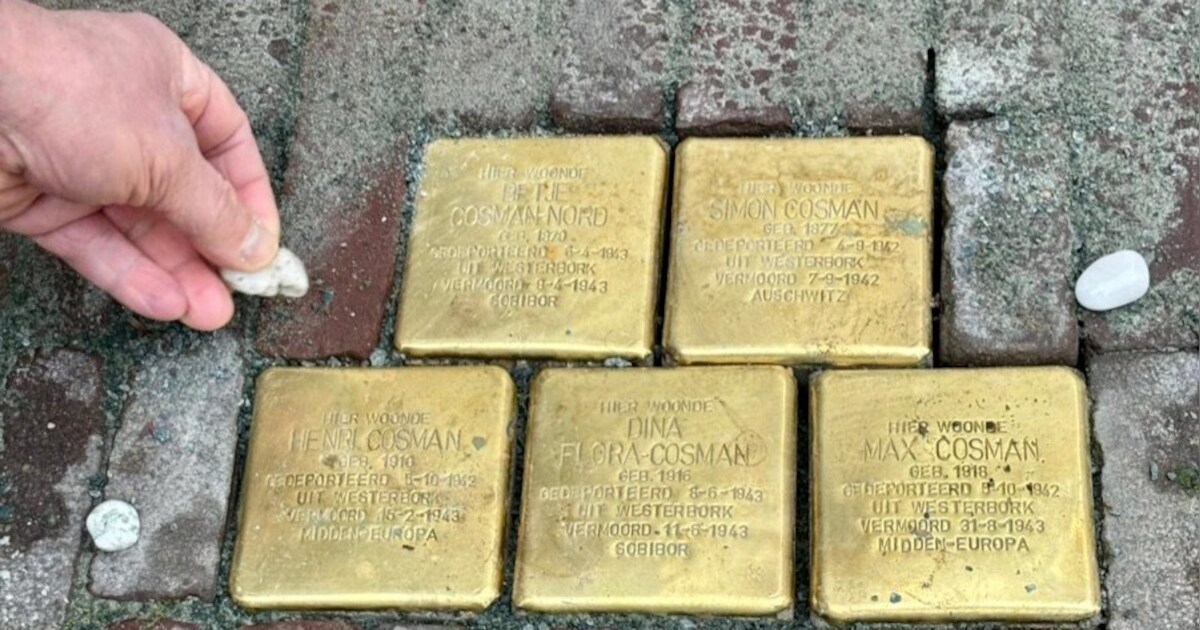 HIER WOONDE
BETJE
COSMAN-NORD
GEB. 1870
GEDEPORTEERD 6-4-1943
UIT WESTERBORK
VERMOORD 9-4-1943
SOBIBOR
HIER WOONDE
SIMON COSMAN
GEB. 1877
GEDEPORTEERD 4-9-1942
UIT WESTERBORK
VERMOORD 7-9-1942
AUSCHWITZ
HIER WOONDE
HENRI COSMAN
GEB. 1910
GEDEPORTEERD 5-10-1942
UIT WESTERBORK
VERMOORD 15-2-1943
MIDDEN-EUROPA
HIER WOONDE
DINA
FLORA-COSMAN
GEB. 1916
GEDEPORTEERD 8-6-1943
UIT WESTERBORK
VERMOORD 11-6-1943
SOBIBOR
HIER WOONDE
MAX COSMAN
GEB. 1918
GEDEPORTEERD 5-10-1942
UIT WESTERBORK
VERMOORD 31-8-1943
MIDDEN-EUROPA